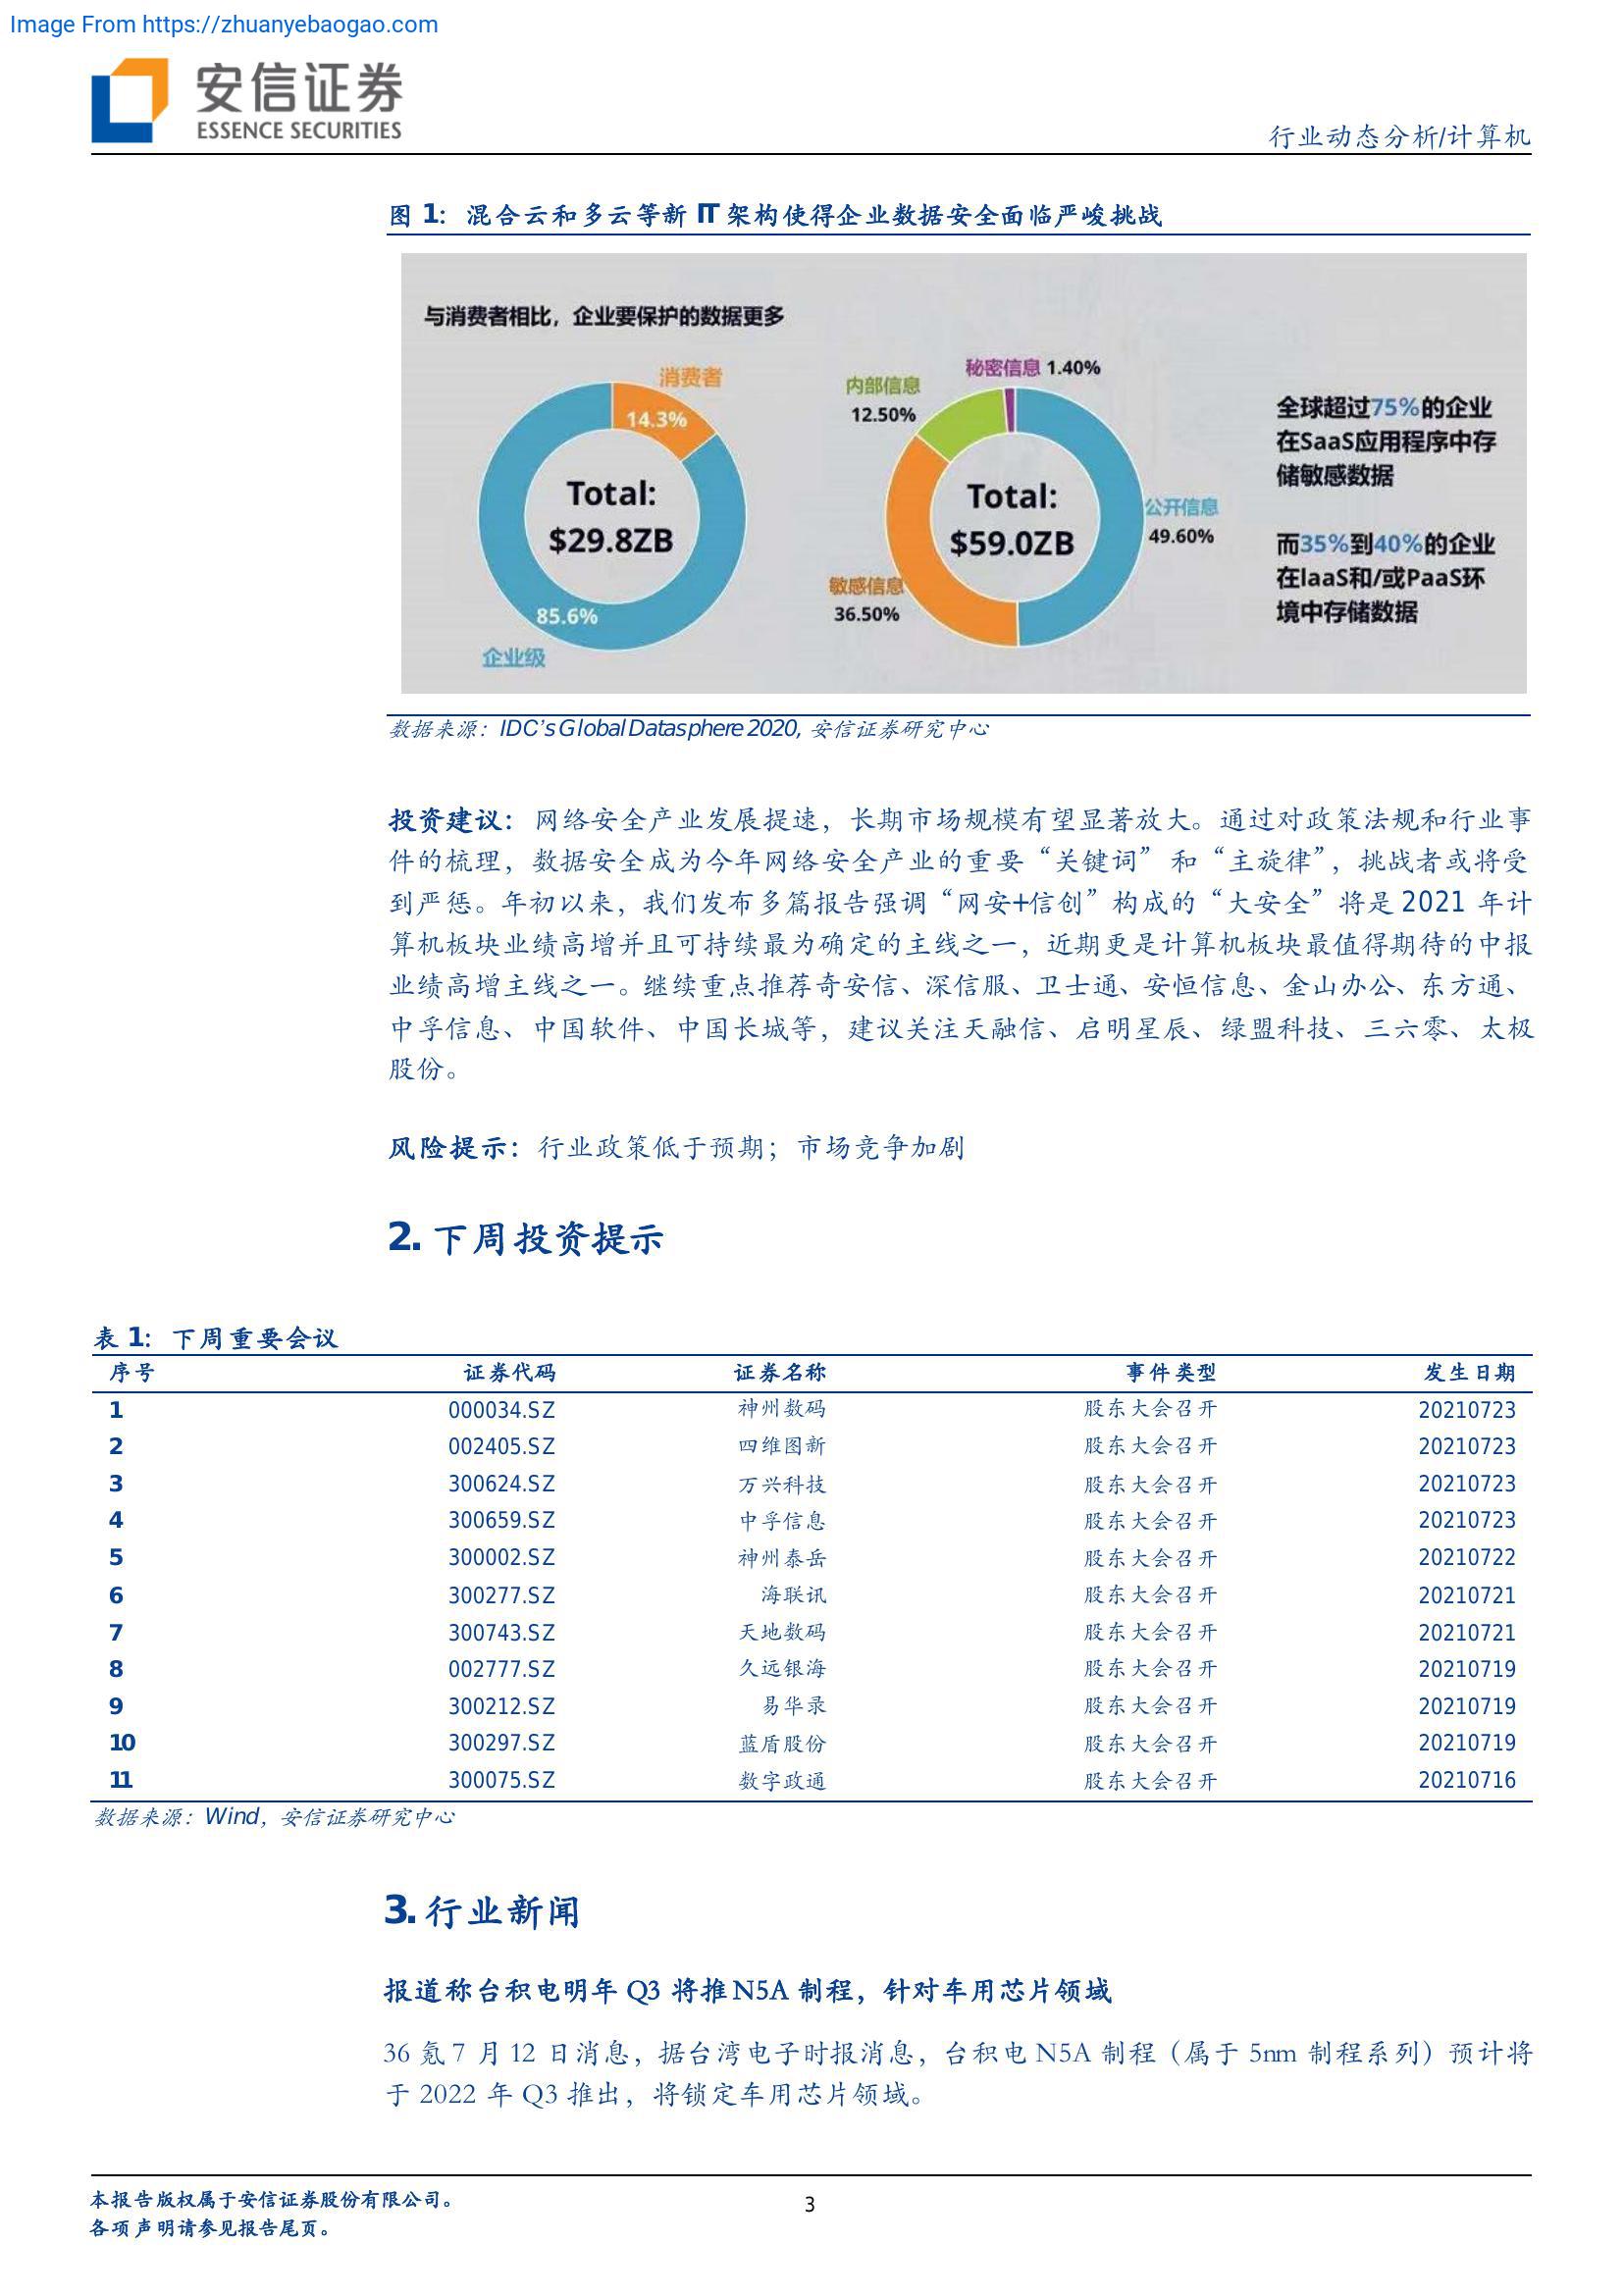 Image From https://zhuanyebaogao.com
安信证券
ESSENCE SECURITIES
行业动态分析/计算机
图 1: 混合云和多云等新 IT 架构使得企业数据安全面临严峻挑战
与消费者相比，企业要保护的数据更多
消费者
14.3%
Total:
$29.8ZB
85.6%
企业级
秘密信息 1.40%
内部信息
12.50%
Total:
$59.0ZB
公开信息
49.60%
敏感信息
36.50%
全球超过75%的企业
在SaaS应用程序中存
储敏感数据
而35%到40%的企业
在IaaS和/或PaaS环
境中存储数据
数据来源：IDC’s Global Datasphere 2020, 安信证券研究中心
投资建议：网络安全产业发展提速，长期市场规模有望显著放大。通过对政策法规和行业事
件的梳理，数据安全成为今年网络安全产业的重要“关键词” 和“主旋律”，挑战者或将受
到严惩。年初以来，我们发布多篇报告强调“网安+信创”构成的“大安全”将是 2021 年计
算机板块业绩高增并且可持续最为确定的主线之一，近期更是计算机板块最值得期待的中报
业绩高增主线之一。继续重点推荐奇安信、深信服、卫士通、安恒信息、金山办公、东方通、
中孚信息、中国软件、中国长城等，建议关注天融信、启明星辰、绿盟科技、三六零、太极
股份。
风险提示：行业政策低于预期；市场竞争加剧
2. 下周投资提示
表 1: 下周重要会议
序号 证券代码 证券名称 事件类型 发生日期
1 000034.SZ 神州数码 股东大会召开 20210723
2 002405.SZ 四维图新 股东大会召开 20210723
3 300624.SZ 万兴科技 股东大会召开 20210723
4 300659.SZ 中孚信息 股东大会召开 20210723
5 300002.SZ 神州泰岳 股东大会召开 20210722
6 300277.SZ 海联讯 股东大会召开 20210721
7 300743.SZ 天地数码 股东大会召开 20210721
8 002777.SZ 久远银海 股东大会召开 20210719
9 300212.SZ 易华录 股东大会召开 20210719
10 300297.SZ 蓝盾股份 股东大会召开 20210719
11 300075.SZ 数字政通 股东大会召开 20210716
数据来源：Wind，安信证券研究中心
3. 行业新闻
报道称台积电明年 Q3 将推 N5A 制程，针对车用芯片领域
36 氪 7 月 12 日消息，据台湾电子时报消息，台积电 N5A 制程（属于 5nm 制程系列）预计将
于 2022 年 Q3 推出，将锁定车用芯片领域。
本报告版权属于安信证券股份有限公司。
各项声明请参见报告尾页。
3